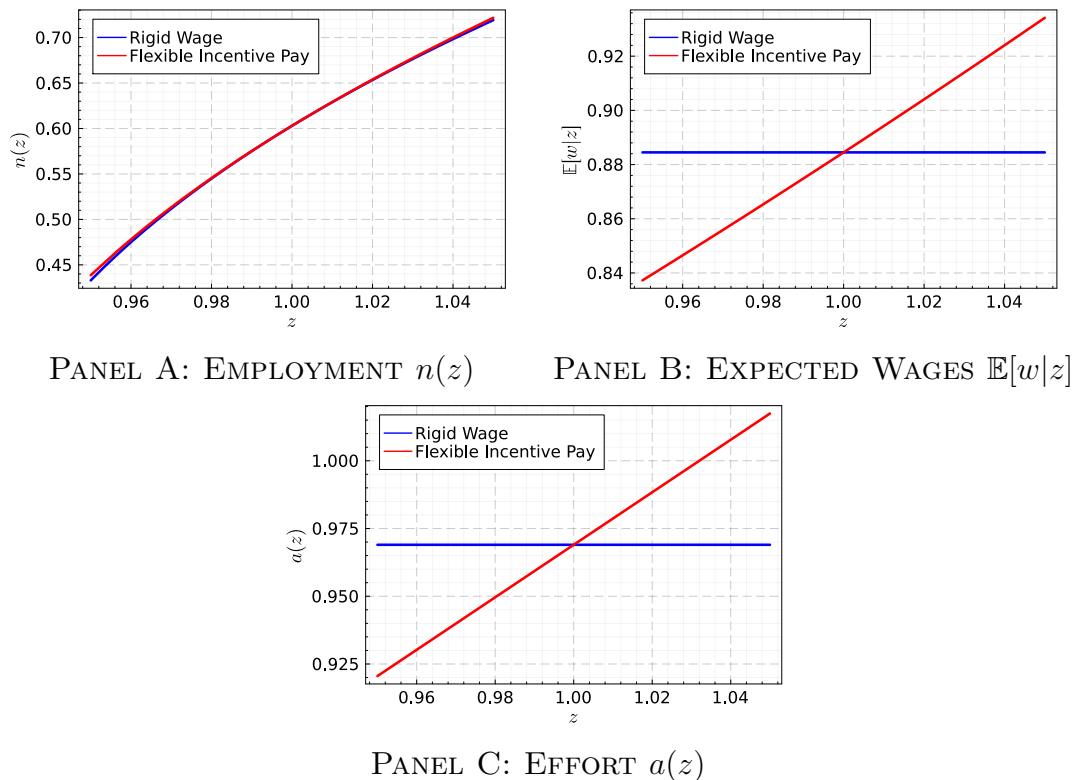 Rigid Wage
Flexible Incentive Pay
n(z)
0.70
0.65
0.60
0.55
0.50
0.45
0.96 0.98 1.00 1.02 1.04
z
PANEL A: EMPLOYMENT n(z)
Rigid Wage
Flexible Incentive Pay
𝔼[w|z]
0.92
0.90
0.88
0.86
0.84
0.96 0.98 1.00 1.02 1.04
z
PANEL B: EXPECTED WAGES 𝔼[w|z]
Rigid Wage
Flexible Incentive Pay
a(z)
1.000
0.975
0.950
0.925
0.96 0.98 1.00 1.02 1.04
z
PANEL C: EFFORT a(z)